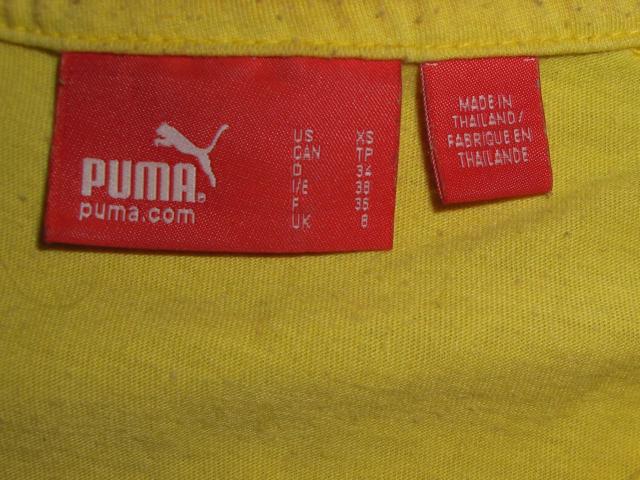 PUMA
puma.com
US XS
CAN TP
D 34
I/E 38
F 36
UK 8
MADE IN
THAILAND/
FABRIQUE EN
THAILANDE